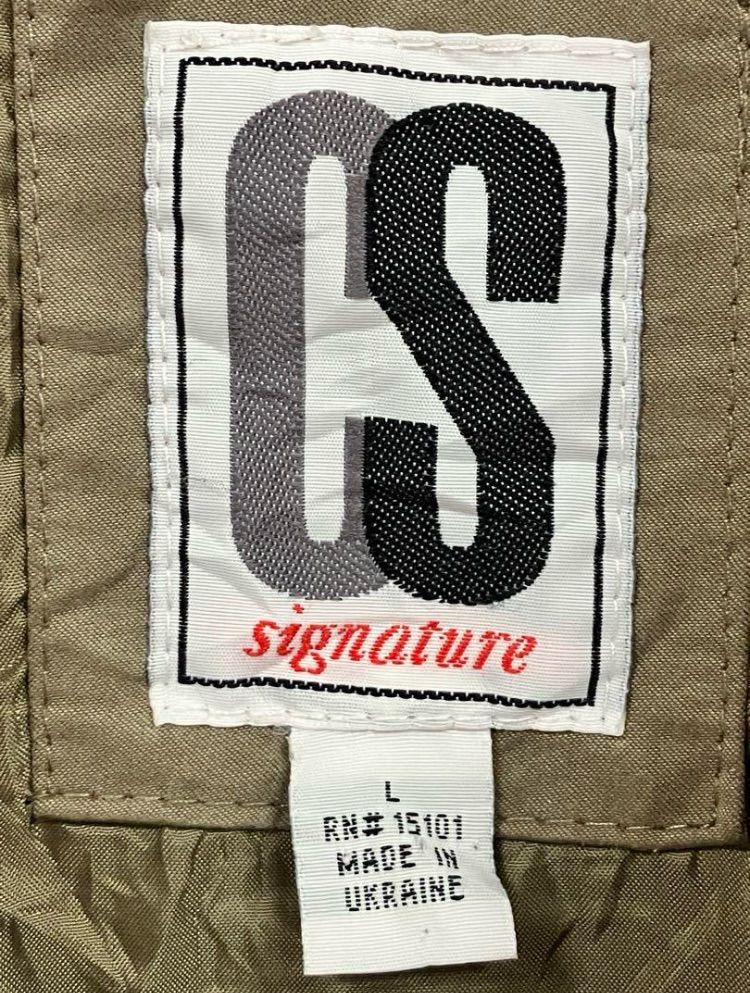 CS
signature
L
RN# 15101
MADE IN
UKRAINE